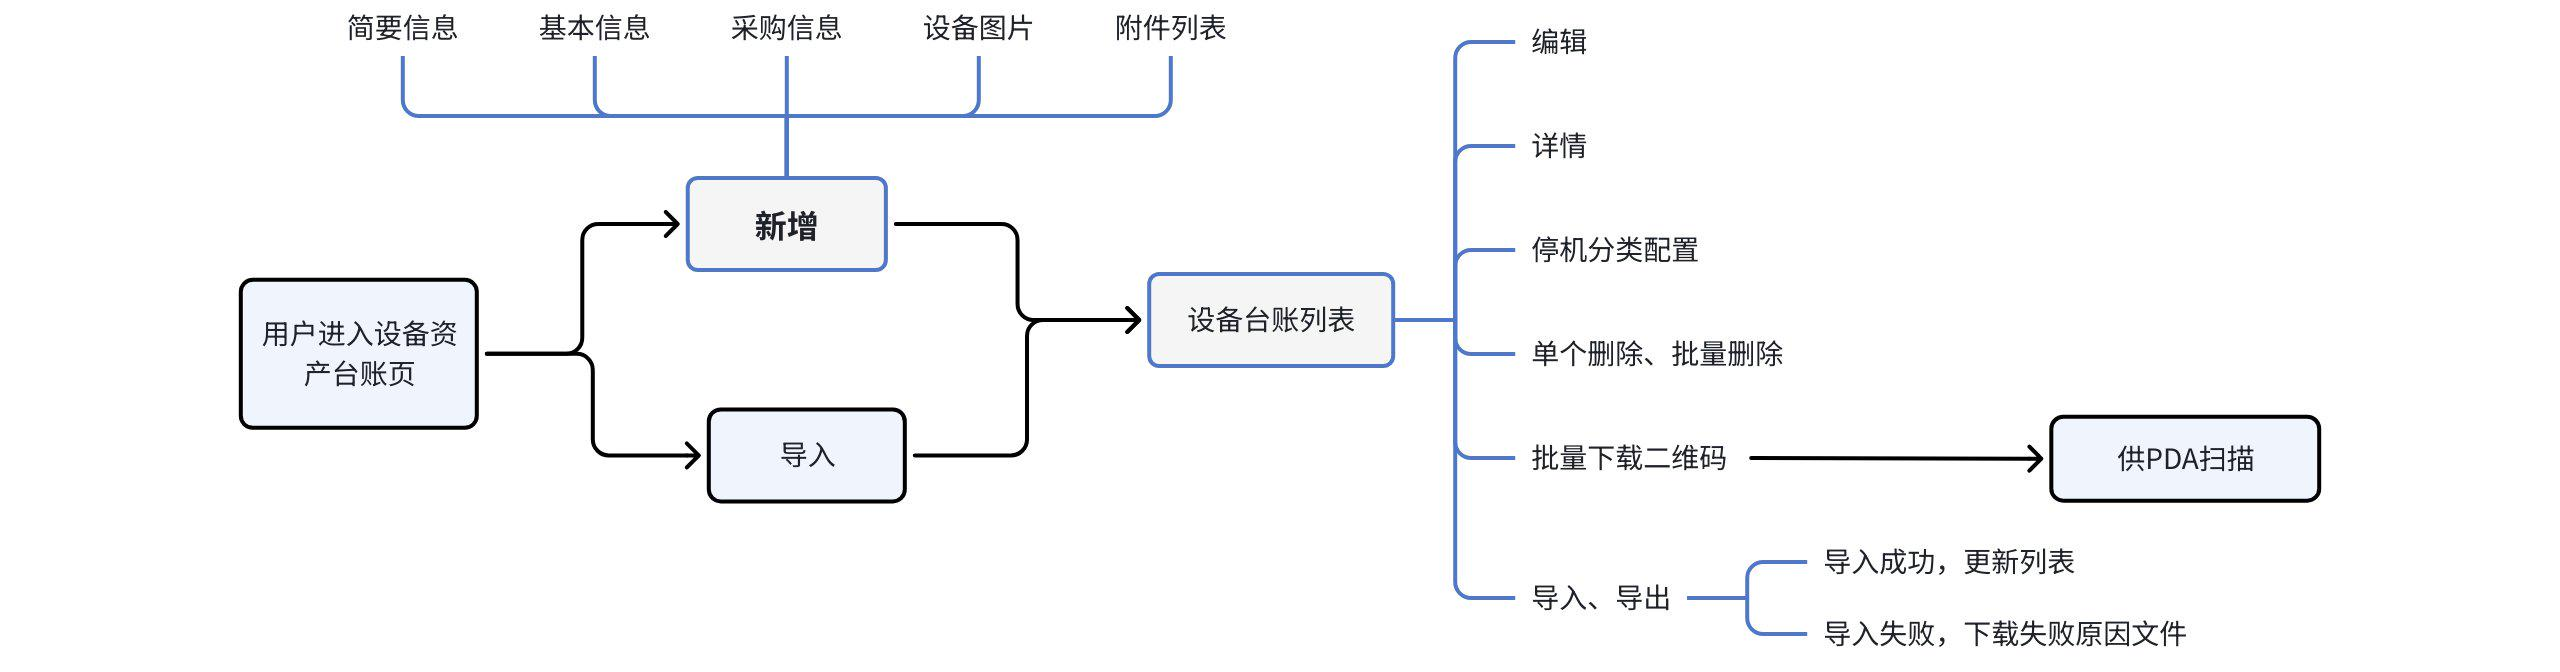 简要信息
基本信息
采购信息
设备图片
附件列表
新增
用户进入设备资
产台账页
导入
设备台账列表
编辑
详情
停机分类配置
单个删除、批量删除
批量下载二维码
供PDA扫描
导入、导出
导入成功，更新列表
导入失败，下载失败原因文件